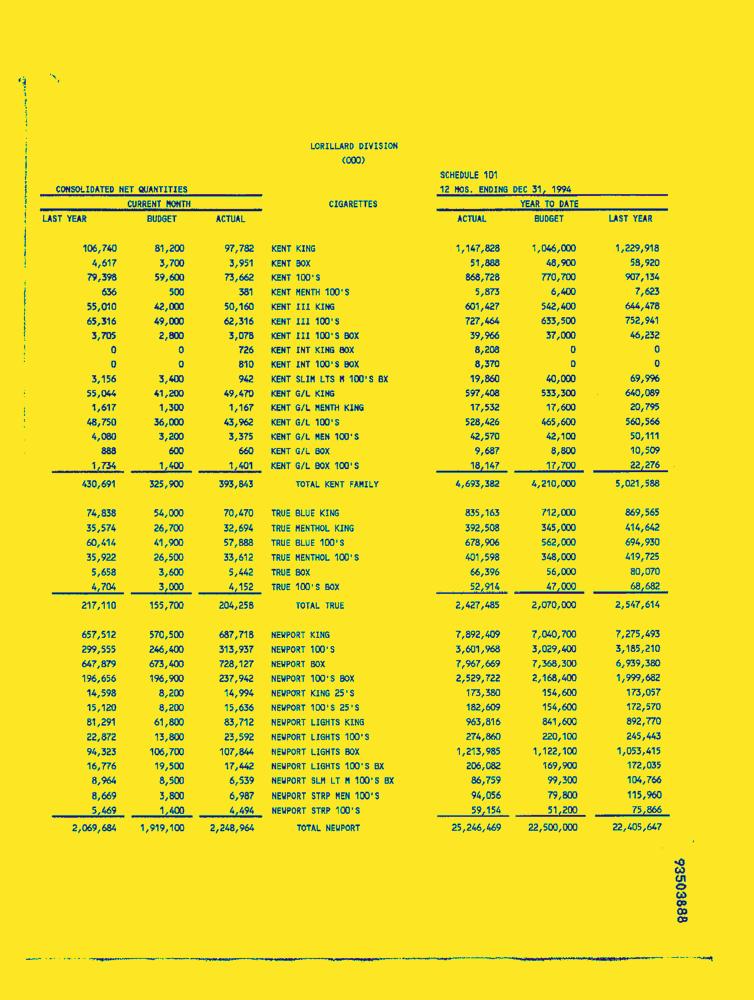 LORILLARD DIVISION
(000)
SCHEDULE 101
CONSOLIDATED NET QUANTITIES 12 MOS. ENDING DEC 31, 1994
CURRENT MONTH CIGARETTES YEAR TO DATE
LAST YEAR BUDGET ACTUAL ACTUAL BUDGET LAST YEAR
106,740 81,200 97,782 KENT KING 1,147,828 1,046,000 1,229,918
4,617 3,700 3,951 KENT BOX 51,888 48,900 58,920
79,398 59,600 73,662 KENT 100'S 868,728 770,700 907,134
636 500 381 KENT MENTH 100'S 5,873 6,400 7,623
55,010 42,000 50,160 KENT III KING 601,427 542,400 644,478
65,316 49,000 62,316 KENT III 100'S 727,464 633,500 752,941
3,705 2,800 3,078 KENT III 100'S BOX 39,966 37,000 46,232
0 0 726 KENT INT KING BOX 8,208 0 0
0 0 810 KENT INT 100'S BOX 8,370 0 0
3,156 3,400 942 KENT SLIM LTS M 100'S BX 19,860 40,000 69,996
55,044 41,200 49,470 KENT G/L KING 597,408 533,300 640,089
1,617 1,300 1,167 KENT G/L MENTH KING 17,532 17,600 20,795
48,750 36,000 43,962 KENT G/L 100'S 528,426 465,600 560,566
4,080 3,200 3,375 KENT G/L MEN 100'S 42,570 42,100 50,111
888 600 660 KENT G/L BOX 9,687 8,800 10,509
1,734 1,400 1,401 KENT G/L BOX 100'S 18,147 17,700 22,276
430,691 325,900 393,843 TOTAL KENT FAMILY 4,693,382 4,210,000 5,021,588
74,838 54,000 70,470 TRUE BLUE KING 835,163 712,000 869,565
35,574 26,700 32,694 TRUE MENTHOL KING 392,508 345,000 414,642
60,414 41,900 57,888 TRUE BLUE 100'S 678,906 562,000 694,930
35,922 26,500 33,612 TRUE MENTHOL 100'S 401,598 348,000 419,725
5,658 3,600 5,442 TRUE BOX 66,396 56,000 80,070
4,704 3,000 4,152 TRUE 100'S BOX 52,914 47,000 68,682
217,110 155,700 204,258 TOTAL TRUE 2,427,485 2,070,000 2,547,614
657,512 570,500 687,718 NEWPORT KING 7,892,409 7,040,700 7,275,493
299,555 246,400 313,937 NEWPORT 100'S 3,601,968 3,029,400 3,185,210
647,879 673,400 728,127 NEWPORT BOX 7,967,669 7,368,300 6,939,380
196,656 196,900 237,942 NEWPORT 100'S BOX 2,529,722 2,168,400 1,999,682
14,598 8,200 14,994 NEWPORT KING 25'S 173,380 154,600 173,057
15,120 8,200 15,636 NEWPORT 100'S 25'S 182,609 154,600 172,570
81,291 61,800 83,712 NEWPORT LIGHTS KING 963,816 841,600 892,770
22,872 13,800 23,592 NEWPORT LIGHTS 100'S 274,860 220,100 245,443
94,323 106,700 107,844 NEWPORT LIGHTS BOX 1,213,985 1,122,100 1,053,415
16,776 19,500 17,442 NEWPORT LIGHTS 100'S BX 206,082 169,900 172,035
8,964 8,500 6,539 NEWPORT SLM LT M 100'S BX 86,759 99,300 104,766
8,669 3,800 6,987 NEWPORT STRP MEN 100'S 94,056 79,800 115,960
5,469 1,400 4,494 NEWPORT STRP 100'S 59,154 51,200 75,866
2,069,684 1,919,100 2,248,964 TOTAL NEWPORT 25,246,469 22,500,000 22,405,647
93503888